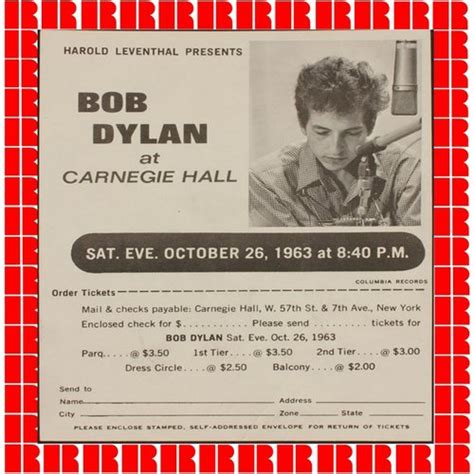 HAROLD LEVENTHAL PRESENTS
BOB
DYLAN
at
CARNEGIE HALL
SAT. EVE. OCTOBER 26, 1963 at 8:40 P.M.
COLUMBIA RECORDS
Order Tickets
Mail & checks payable: Carnegie Hall, W. 57th St. & 7th Ave., New York
Enclosed check for $......... Please send ......... tickets for
BOB DYLAN Sat. Eve. Oct. 26, 1963
Parq.....@ $3.50 1st Tier....@ $3.50 2nd Tier....@ $3.00
Dress Circle....@ $2.50 Balcony....@ $2.00
Send to
Name Address
City Zone State
PLEASE ENCLOSE STAMPED, SELF-ADDRESSED ENVELOPE FOR RETURN OF TICKETS